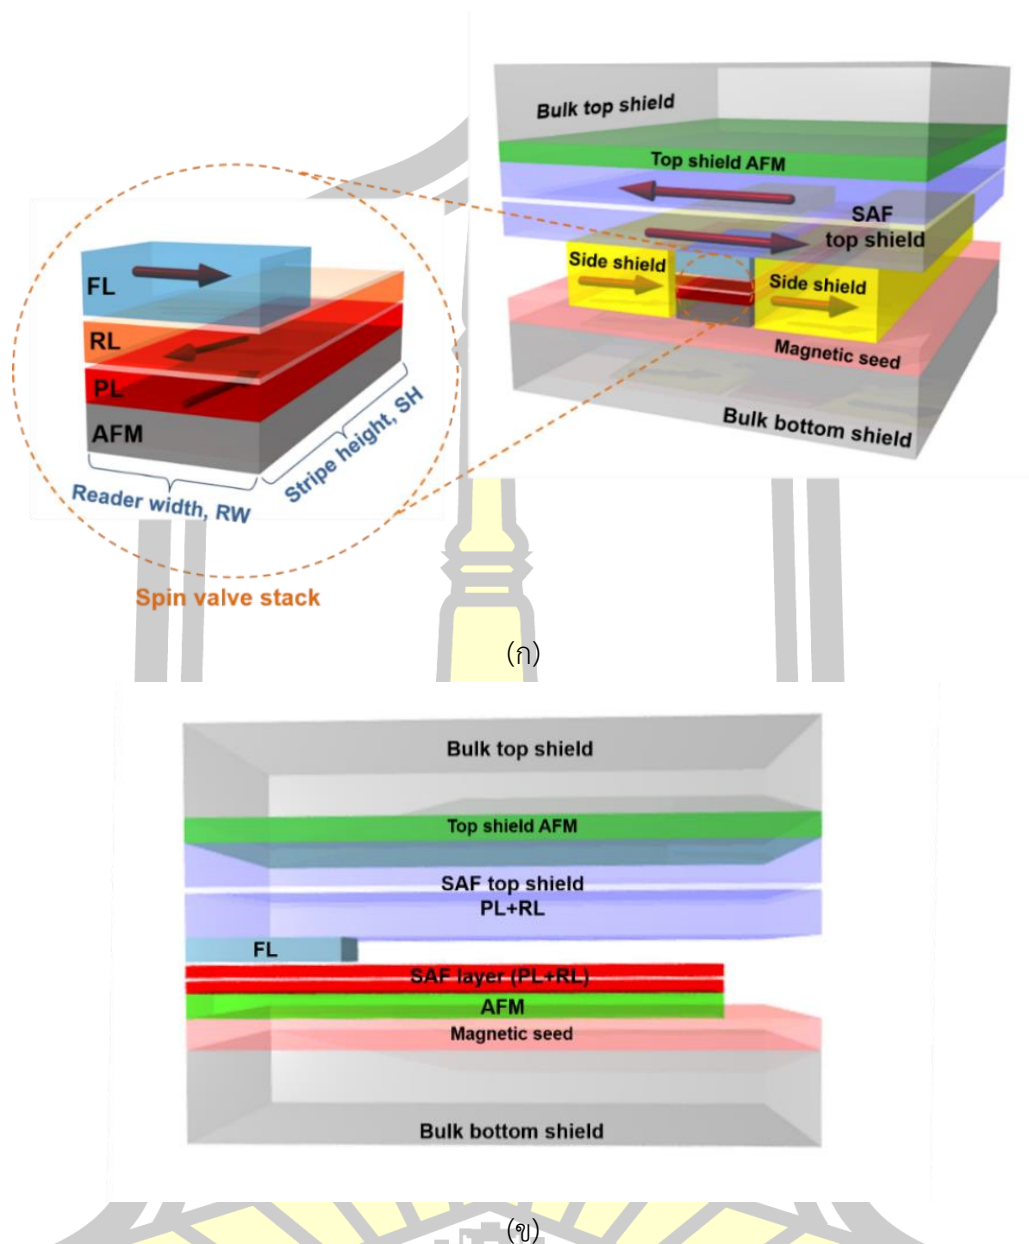 Bulk top shield
Top shield AFM
SAF
top shield
Side shield
Side shield
Magnetic seed
Bulk bottom shield
FL
RL
PL
AFM
Reader width, RW
Stripe height, SH
Spin valve stack
(ก)
Bulk top shield
Top shield AFM
SAF top shield
PL+RL
FL
SAF layer (PL+RL)
AFM
Magnetic seed
Bulk bottom shield
(ข)